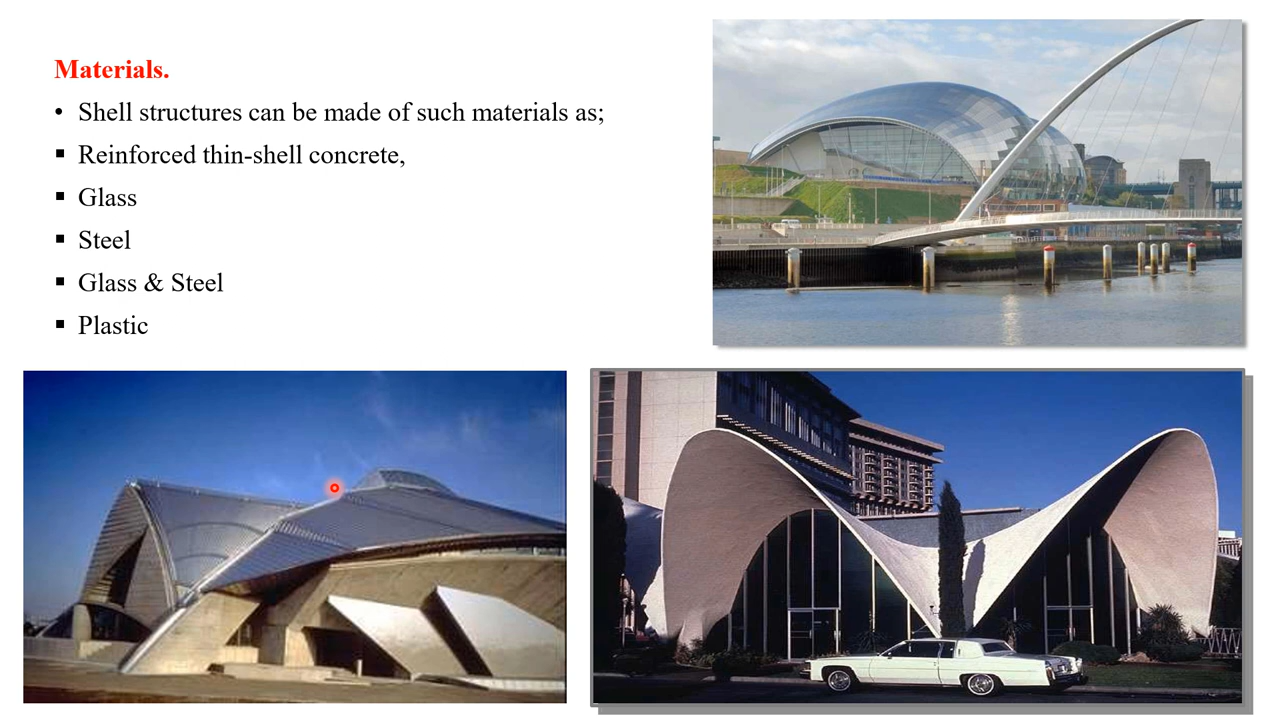 Materials.
• Shell structures can be made of such materials as;
▪ Reinforced thin-shell concrete,
▪ Glass
▪ Steel
▪ Glass & Steel
▪ Plastic